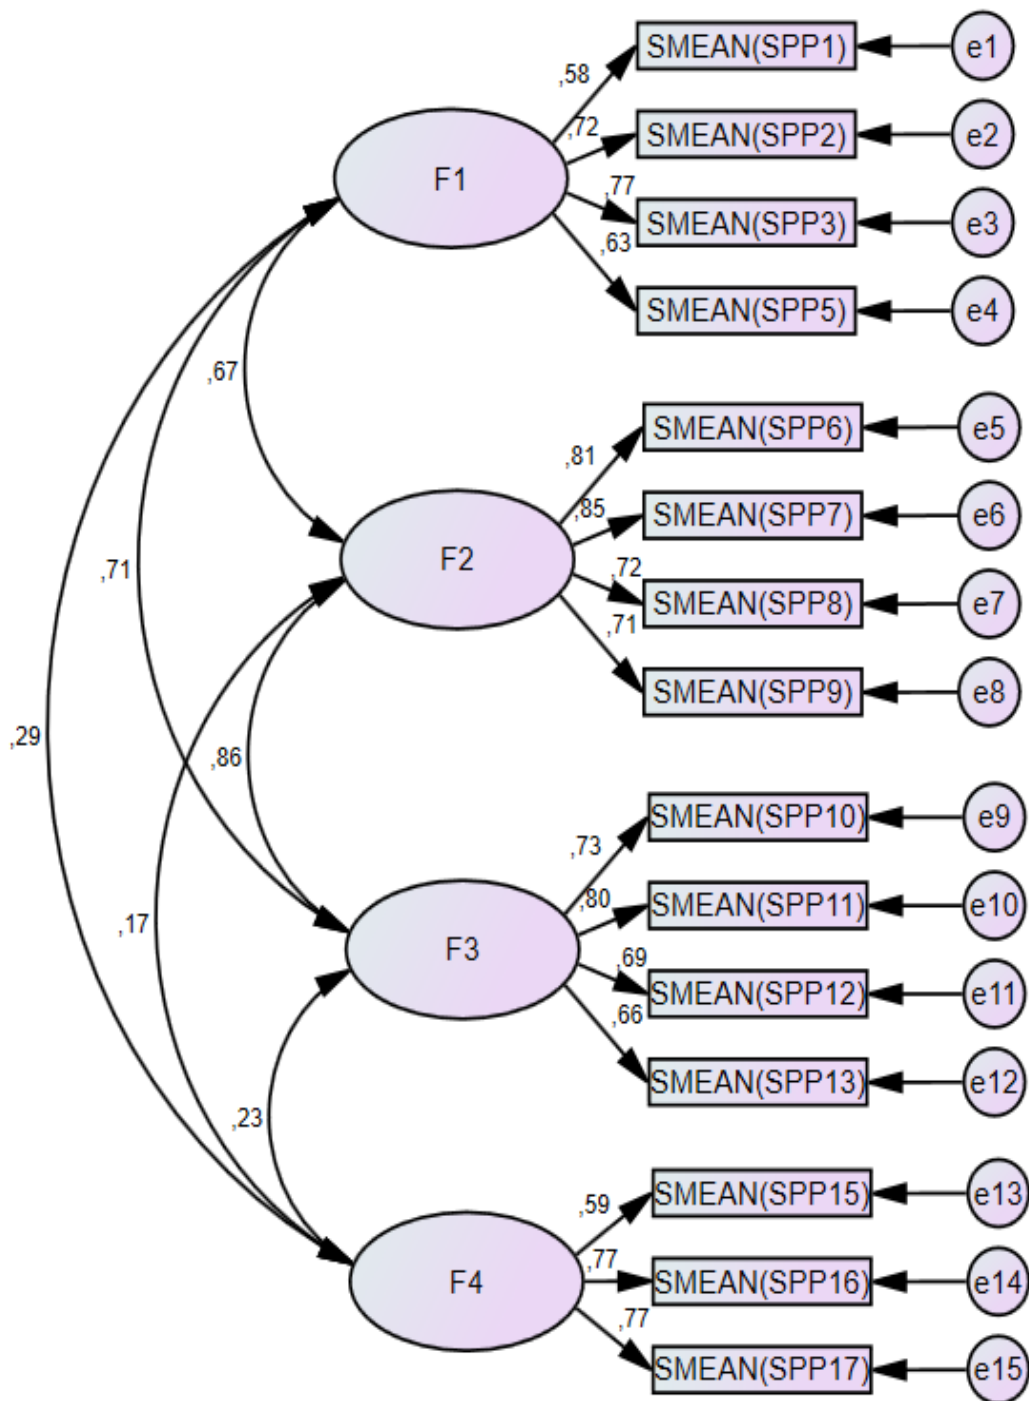 SMEAN(SPP1)
e1
,58
,72
SMEAN(SPP2)
e2
F1
,77
SMEAN(SPP3)
e3
,63
SMEAN(SPP5)
e4
,67
SMEAN(SPP6)
e5
,81
,85
SMEAN(SPP7)
e6
F2
,71
,72
SMEAN(SPP8)
e7
,71
SMEAN(SPP9)
e8
,29
,86
SMEAN(SPP10)
e9
,73
,80
SMEAN(SPP11)
e10
,17
F3
,69
SMEAN(SPP12)
e11
,66
SMEAN(SPP13)
e12
,23
SMEAN(SPP15)
e13
,59
,77
F4
SMEAN(SPP16)
e14
,77
SMEAN(SPP17)
e15